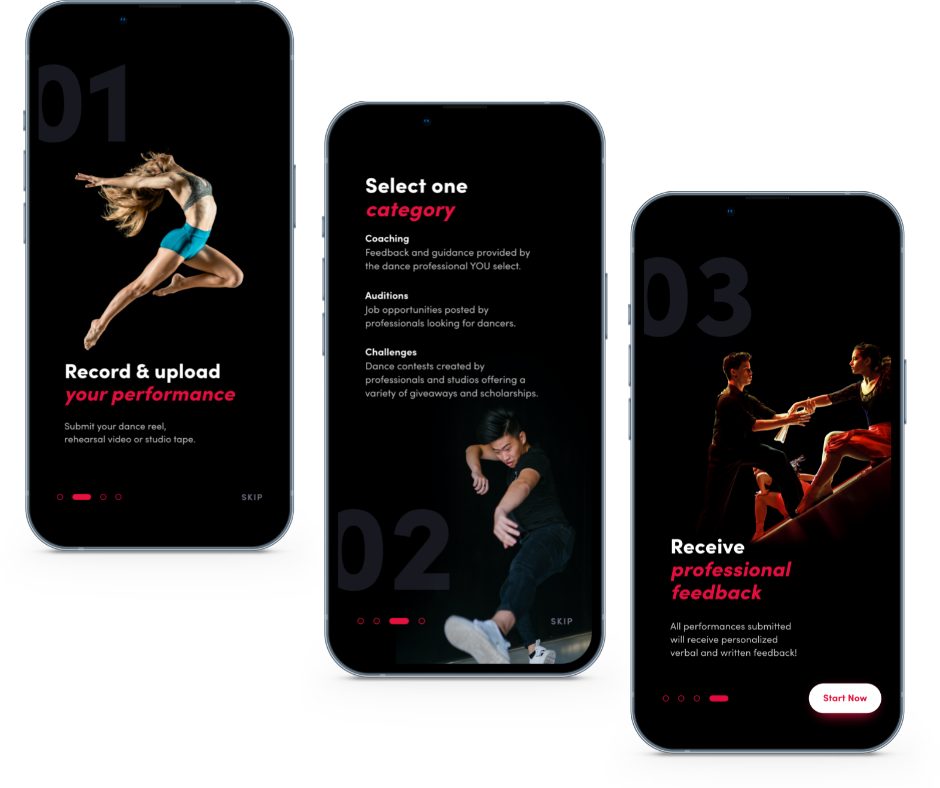 01
Record & upload
your performance
Submit your dance reel,
rehearsal video or studio tape.
SKIP
Select one
category
Coaching
Feedback and guidance provided by
the dance professional YOU select.
Auditions
Job opportunities posted by
professionals looking for dancers.
Challenges
Dance contests created by
professionals and studios offering a
variety of giveaways and scholarships.
02
SKIP
03
Receive
professional
feedback
All performances submitted
will receive personalized
verbal and written feedback!
Start Now